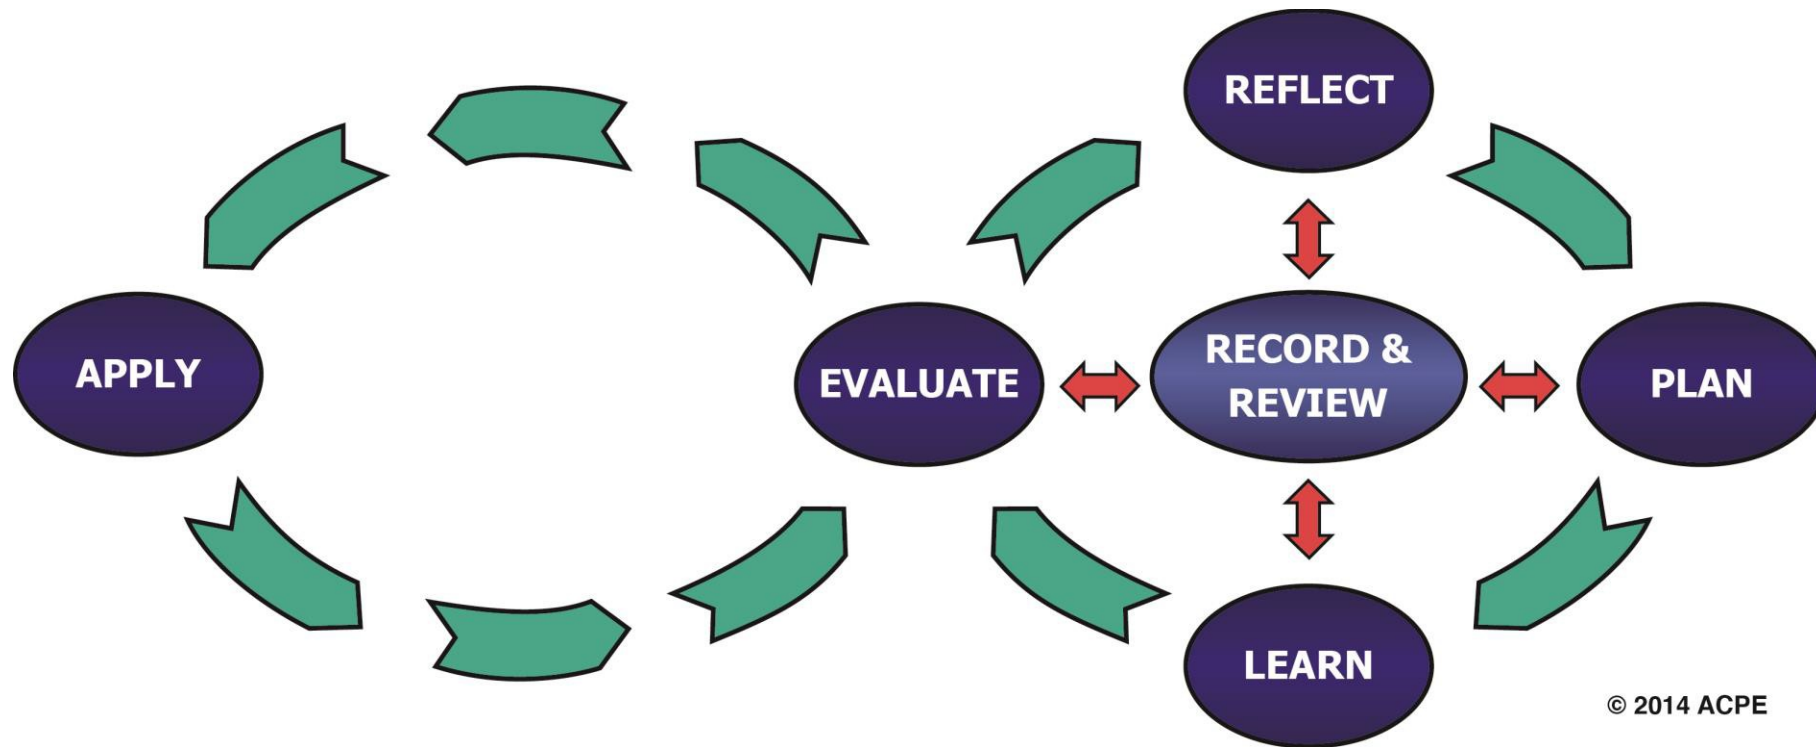 REFLECT
APPLY
EVALUATE
RECORD &
REVIEW
PLAN
LEARN
© 2014 ACPE